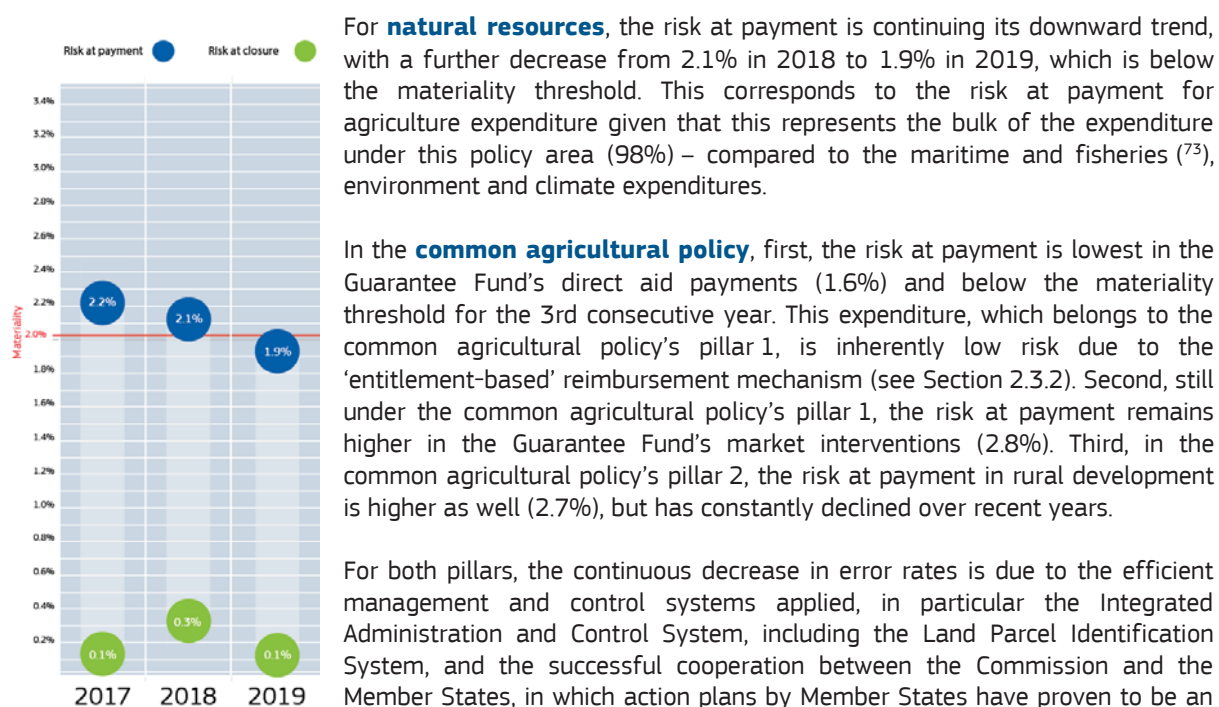 Risk at payment
Risk at closure
3.4%
3.2%
3.0%
2.8%
2.6%
2.4%
2.2%
Materiality
2.0%
1.8%
1.6%
1.4%
1.2%
1.0%
0.8%
0.6%
0.4%
0.2%
2.2%
2.1%
1.9%
0.1%
0.3%
0.1%
2017 2018 2019
For natural resources, the risk at payment is continuing its downward trend,
with a further decrease from 2.1% in 2018 to 1.9% in 2019, which is below
the materiality threshold. This corresponds to the risk at payment for
agriculture expenditure given that this represents the bulk of the expenditure
under this policy area (98%) – compared to the maritime and fisheries (73),
environment and climate expenditures.
In the common agricultural policy, first, the risk at payment is lowest in the
Guarantee Fund's direct aid payments (1.6%) and below the materiality
threshold for the 3rd consecutive year. This expenditure, which belongs to the
common agricultural policy's pillar 1, is inherently low risk due to the
'entitlement-based' reimbursement mechanism (see Section 2.3.2). Second, still
under the common agricultural policy's pillar 1, the risk at payment remains
higher in the Guarantee Fund's market interventions (2.8%). Third, in the
common agricultural policy's pillar 2, the risk at payment in rural development
is higher as well (2.7%), but has constantly declined over recent years.
For both pillars, the continuous decrease in error rates is due to the efficient
management and control systems applied, in particular the Integrated
Administration and Control System, including the Land Parcel Identification
System, and the successful cooperation between the Commission and the
Member States, in which action plans by Member States have proven to be an